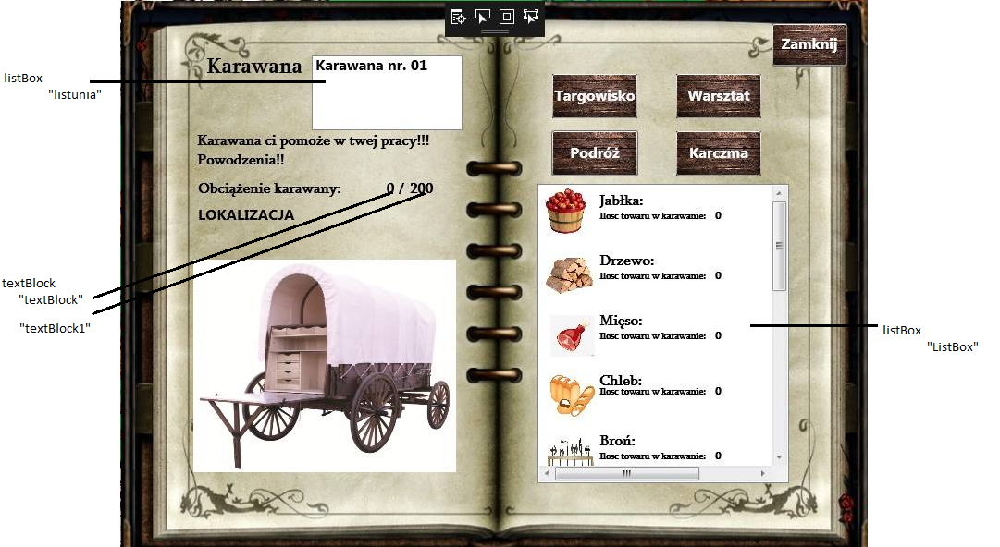 Zamknij
Karawana
Karawana nr. 01
listBox
"listunia"
Targowisko
Warsztat
Karawana ci pomoże w twej pracy!!!
Powodzenia!!
Podróż
Karczma
Obciążenie karawany: 0 / 200
LOKALIZACJA
textBlock
"textBlock"
"textBlock1"
Jabłka:
Ilosc towaru w karawanie: 0
Drzewo:
Ilosc towaru w karawanie: 0
Mięso:
Ilosc towaru w karawanie: 0
listBox
"ListBox"
Chleb:
Ilosc towaru w karawanie: 0
Broń:
Ilosc towaru w karawanie: 0